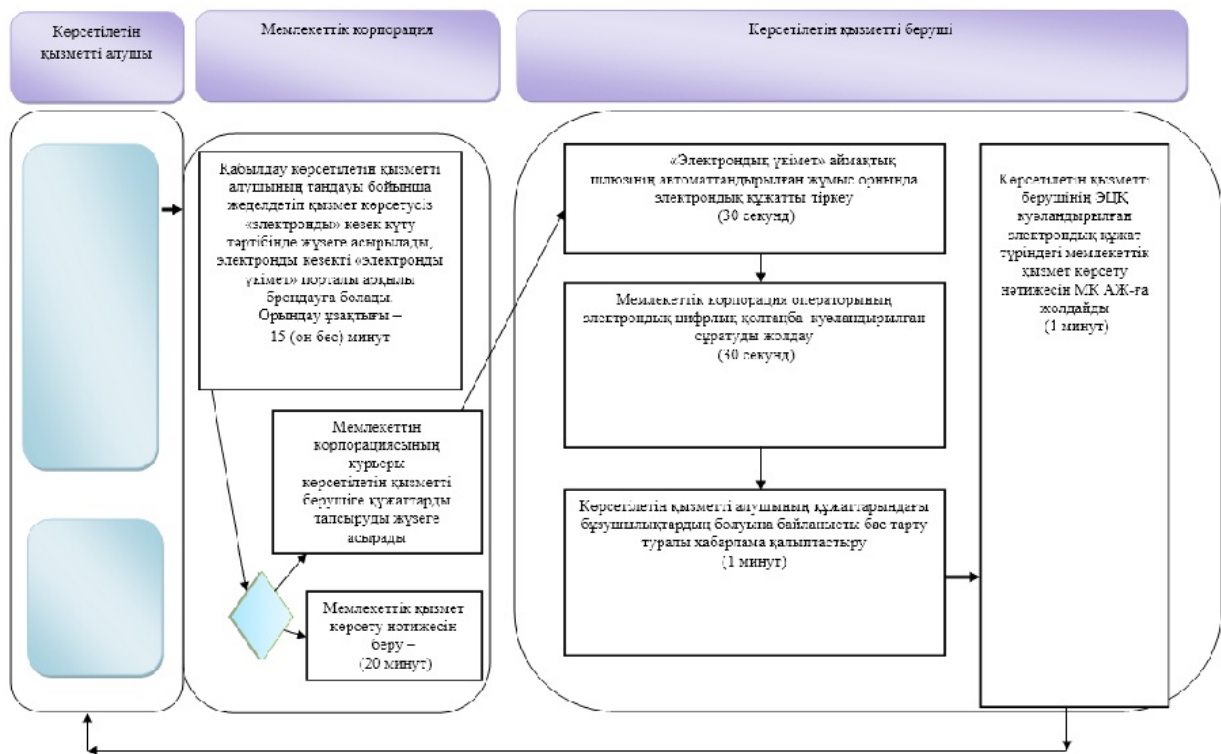 Көрсетілетін
қызметті алушы
Мемлекеттік корпорация
Көрсетілетін қызметті беруші
Қабылдау көрсетілетін қызметті
алушының таңдауы бойынша
жеделдетіп қызмет көрсетусіз
«электронды» кезек күту
тәртібінде жүзеге асырылады,
электронды кезекті «электронды
үкімет» порталы арқылы
брондауға болады.
Орындау ұзақтығы –
15 (он бес) минут
Мемлекеттін
корпорациясының
курьеры
көрсетілетін қызметті
берушіге құжаттарды
тапсыруды жүзеге
асырады
Мемлекеттік қызмет
көрсету нәтижесін
беру –
(20 минут)
«Электрондық үкімет» аймақтық
шлюзінің автоматтандырылған жұмыс орнында
электрондық құжатты тіркеу
(30 секунд)
Мемлекеттік корпорация операторының
электрондық цифрлық қолтаңба куәландырылған
сұратуды жолдау
(30 секунд)
Көрсетілетін қызметті алушының құжаттарындағы
бұзушылықтардың болуына байланысты бас тарту
туралы хабарлама қалыптастыру
(1 минут)
Көрсетілетін қызметті
берушінің ЭЦҚ
куәландырылған
электрондық құжат
түріндегі мемлекеттік
қызмет көрсету
нәтижесін МК АЖ-ға
жолдайды
(1 минут)